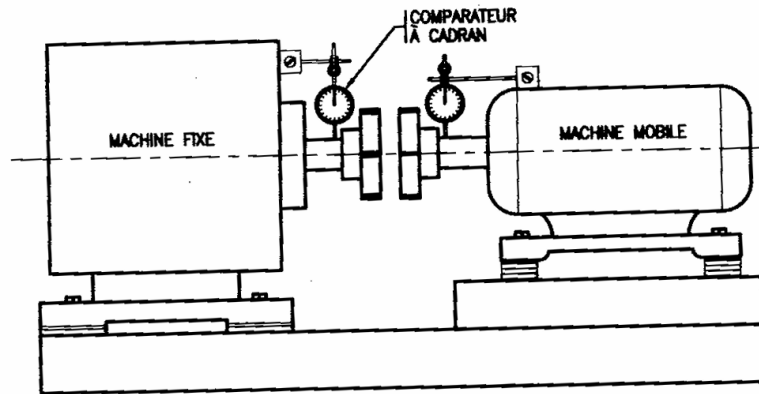 COMPARATEUR
À CADRAN
MACHINE FIXE
MACHINE MOBILE